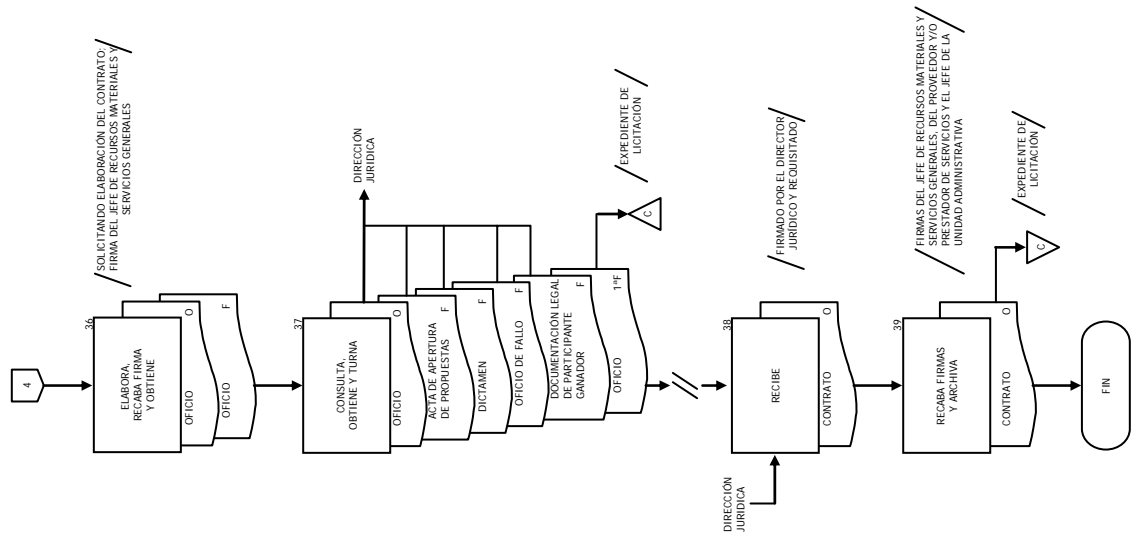 4
36
ELABORA,
RECABA FIRMA
Y OBTIENE
OFICIO O
OFICIO F
SOLICITANDO ELABORACIÓN DEL CONTRATO;
FIRMA DEL JEFE DE RECURSOS MATERIALES Y
SERVICIOS GENERALES
37
CONSULTA,
OBTIENE Y TURNA
OFICIO O
ACTA DE APERTURA
DE PROPUESTAS F
DICTAMEN F
OFICIO DE FALLO F
DOCUMENTACIÓN LEGAL
DE PARTICIPANTE
GANADOR F
OFICIO 1ªF
DIRECCIÓN
JURIDICA
C
EXPEDIENTE DE
LICITACIÓN
DIRECCIÓN
JURIDICA
38
RECIBE
CONTRATO O
FIRMADO POR EL DIRECTOR
JURÍDICO Y REQUISITADO
39
RECABA FIRMAS
Y ARCHIVA
CONTRATO O
FIRMAS DEL JEFE DE RECURSOS MATERIALES Y
SERVICIOS GENERALES, DEL PROVEEDOR Y/O
PRESTADOR DE SERVICIOS Y EL JEFE DE LA
UNIDAD ADMINISTRATIVA
C
EXPEDIENTE DE
LICITACIÓN
FIN